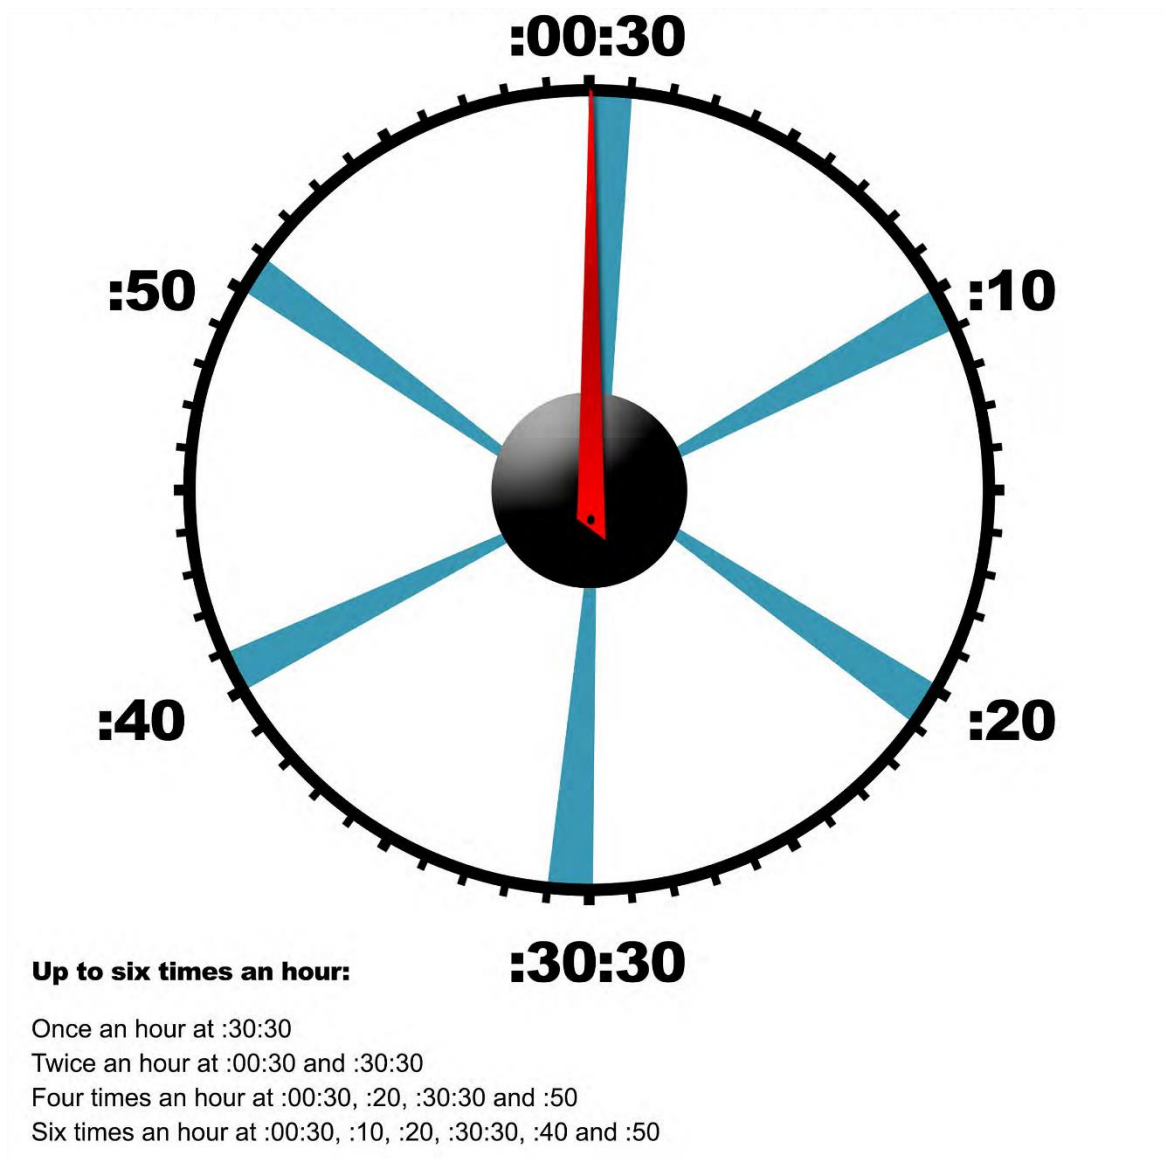 :00:30
:50
:10
:40
:20
:30:30
Up to six times an hour:
Once an hour at :30:30
Twice an hour at :00:30 and :30:30
Four times an hour at :00:30, :20, :30:30 and :50
Six times an hour at :00:30, :10, :20, :30:30, :40 and :50